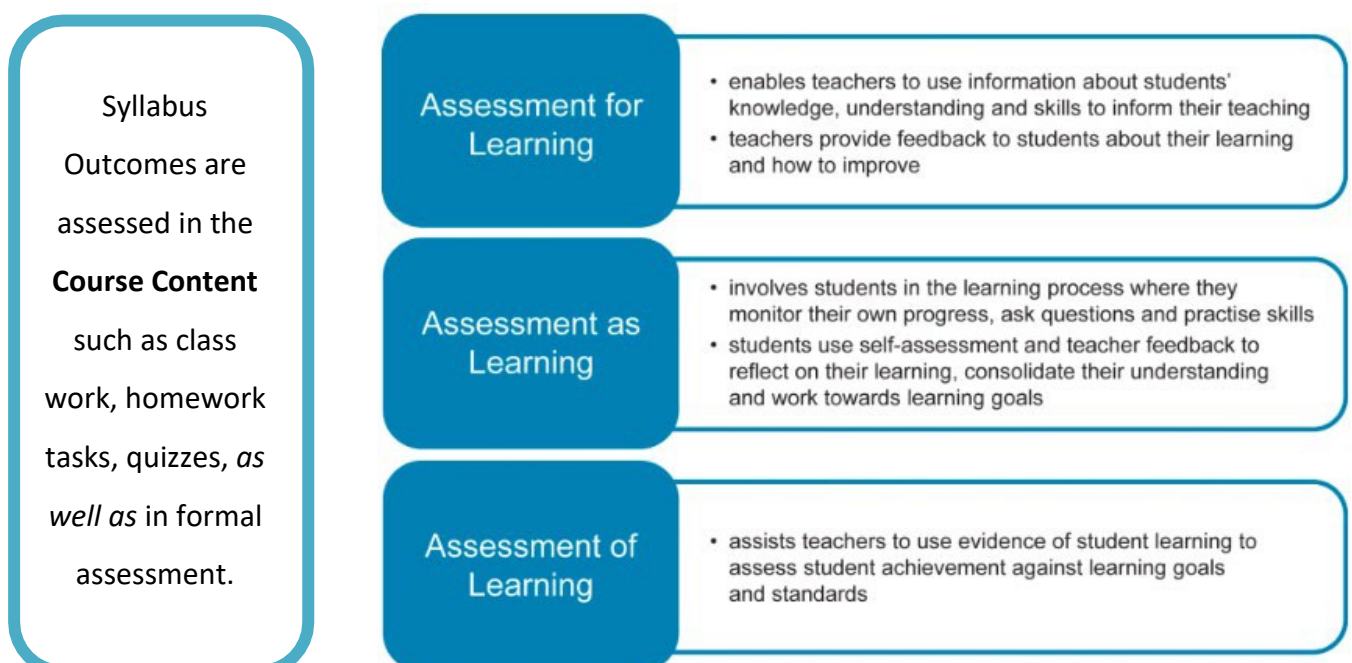 Syllabus
Outcomes are
assessed in the
Course Content
such as class
work, homework
tasks, quizzes, as
well as in formal
assessment.
Assessment for
Learning
• enables teachers to use information about students'
knowledge, understanding and skills to inform their teaching
• teachers provide feedback to students about their learning
and how to improve
Assessment as
Learning
• involves students in the learning process where they
monitor their own progress, ask questions and practise skills
• students use self-assessment and teacher feedback to
reflect on their learning, consolidate their understanding
and work towards learning goals
Assessment of
Learning
• assists teachers to use evidence of student learning to
assess student achievement against learning goals
and standards